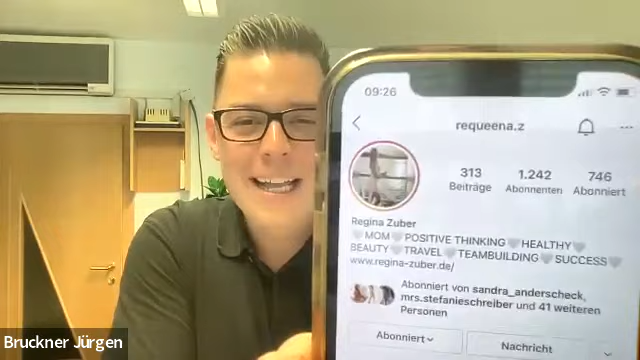 09:26
requeena.z
313
Beiträge
1.242
Abonnenten
746
Abonniert
Regina Zuber
🤍MOM🤍POSITIVE THINKING🤍HEALTHY🤍
BEAUTY🤍TRAVEL🤍TEAMBUILDING🤍SUCCESS🤍
www.regina-zuber.de/
Abonniert von sandra_anderscheck,
mrs.stefanieschreiber und 41 weiteren
Personen
Abonniert
Nachricht
Bruckner Jürgen